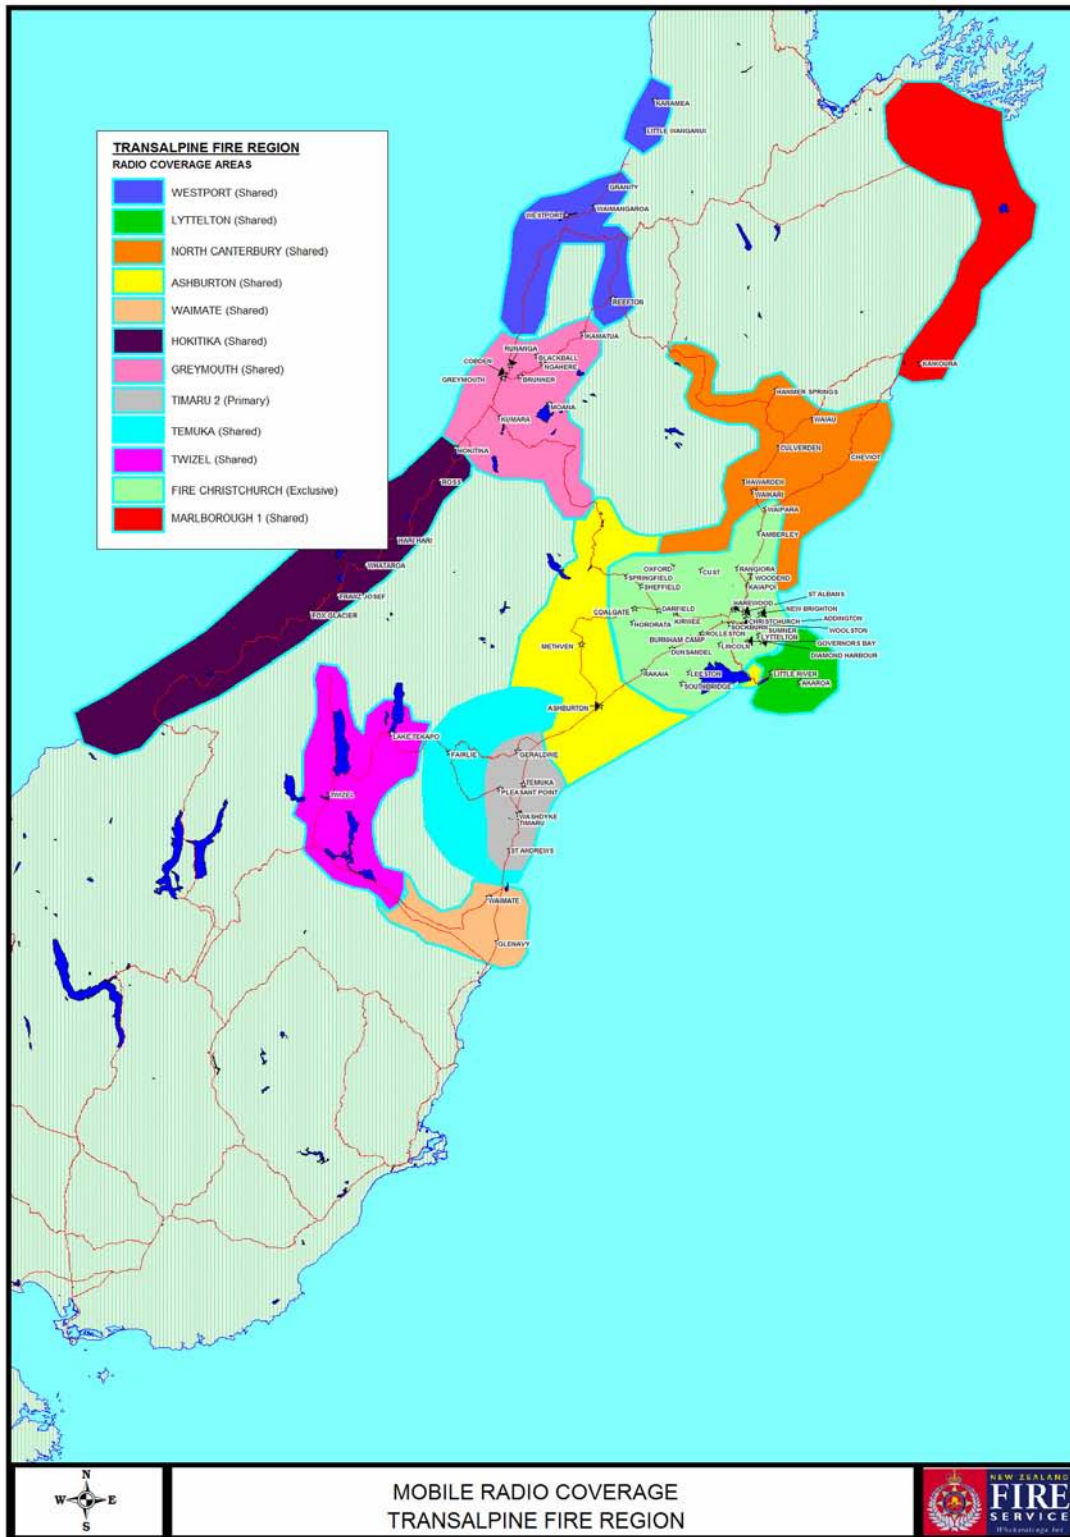 TRANSALPINE FIRE REGION
RADIO COVERAGE AREAS
WESTPORT (Shared)
LYTTELTON (Shared)
NORTH CANTERBURY (Shared)
ASHBURTON (Shared)
WAIMATE (Shared)
HOKITIKA (Shared)
GREYMOUTH (Shared)
TIMARU 2 (Primary)
TEMUKA (Shared)
TWIZEL (Shared)
FIRE CHRISTCHURCH (Exclusive)
MARLBOROUGH 1 (Shared)
KARAMEA
LITTLE WANGANUI
GRANITY
WAIMANGAROA
WESTPORT
REEFTON
IKAMATUA
RUNANGA
BLACKBALL
COBDEN
NGAHERE
GREYMOUTH
BRUNNER
MOANA
KUMARA
HOKITIKA
ROSS
HARI HARI
WHATAROA
FRANZ JOSEF
FOX GLACIER
KAIKOURA
HANMER SPRINGS
WAIAU
CULVERDEN
CHEVIOT
HAWARDEN
WAIKARI
WAIPARA
AMBERLEY
OXFORD
CUST
RANGIORA
SPRINGFIELD
WOODEND
SHEFFIELD
KAIAPOI
ST ALBANS
COALGATE
DARFIELD
HAREWOOD
NEW BRIGHTON
HORORATA
KIRWEE
CHRISTCHURCH
ADDINGTON
SOCKBURN
WOOLSTON
ROLLESTON
SUMNER
BURNHAM CAMP
LYTTELTON
GOVERNORS BAY
METHVEN
DUNSANDEL
LINCOLN
DIAMOND HARBOUR
RAKAIA
LEESTON
LITTLE RIVER
SOUTHBRIDGE
AKAROA
ASHBURTON
LAKE TEKAPO
FAIRLIE
GERALDINE
TWIZEL
TEMUKA
PLEASANT POINT
WASHDYKE
TIMARU
ST ANDREWS
WAIMATE
GLENAVY
N
W E
S
MOBILE RADIO COVERAGE
TRANSALPINE FIRE REGION
NEW ZEALAND
FIRE
SERVICE